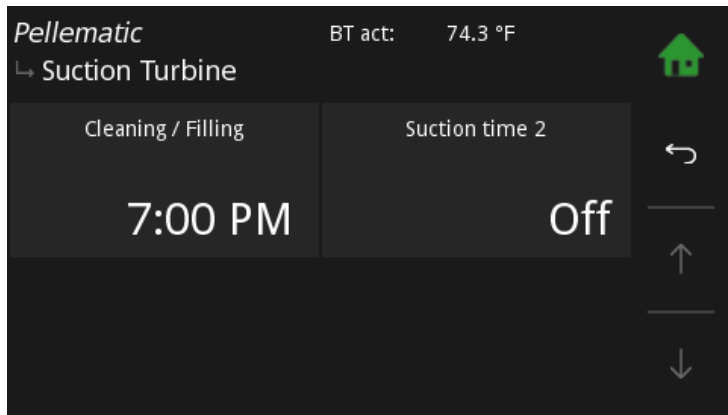 Pellematic BT act: 74.3 °F
Suction Turbine
Cleaning / Filling Suction time 2
7:00 PM Off